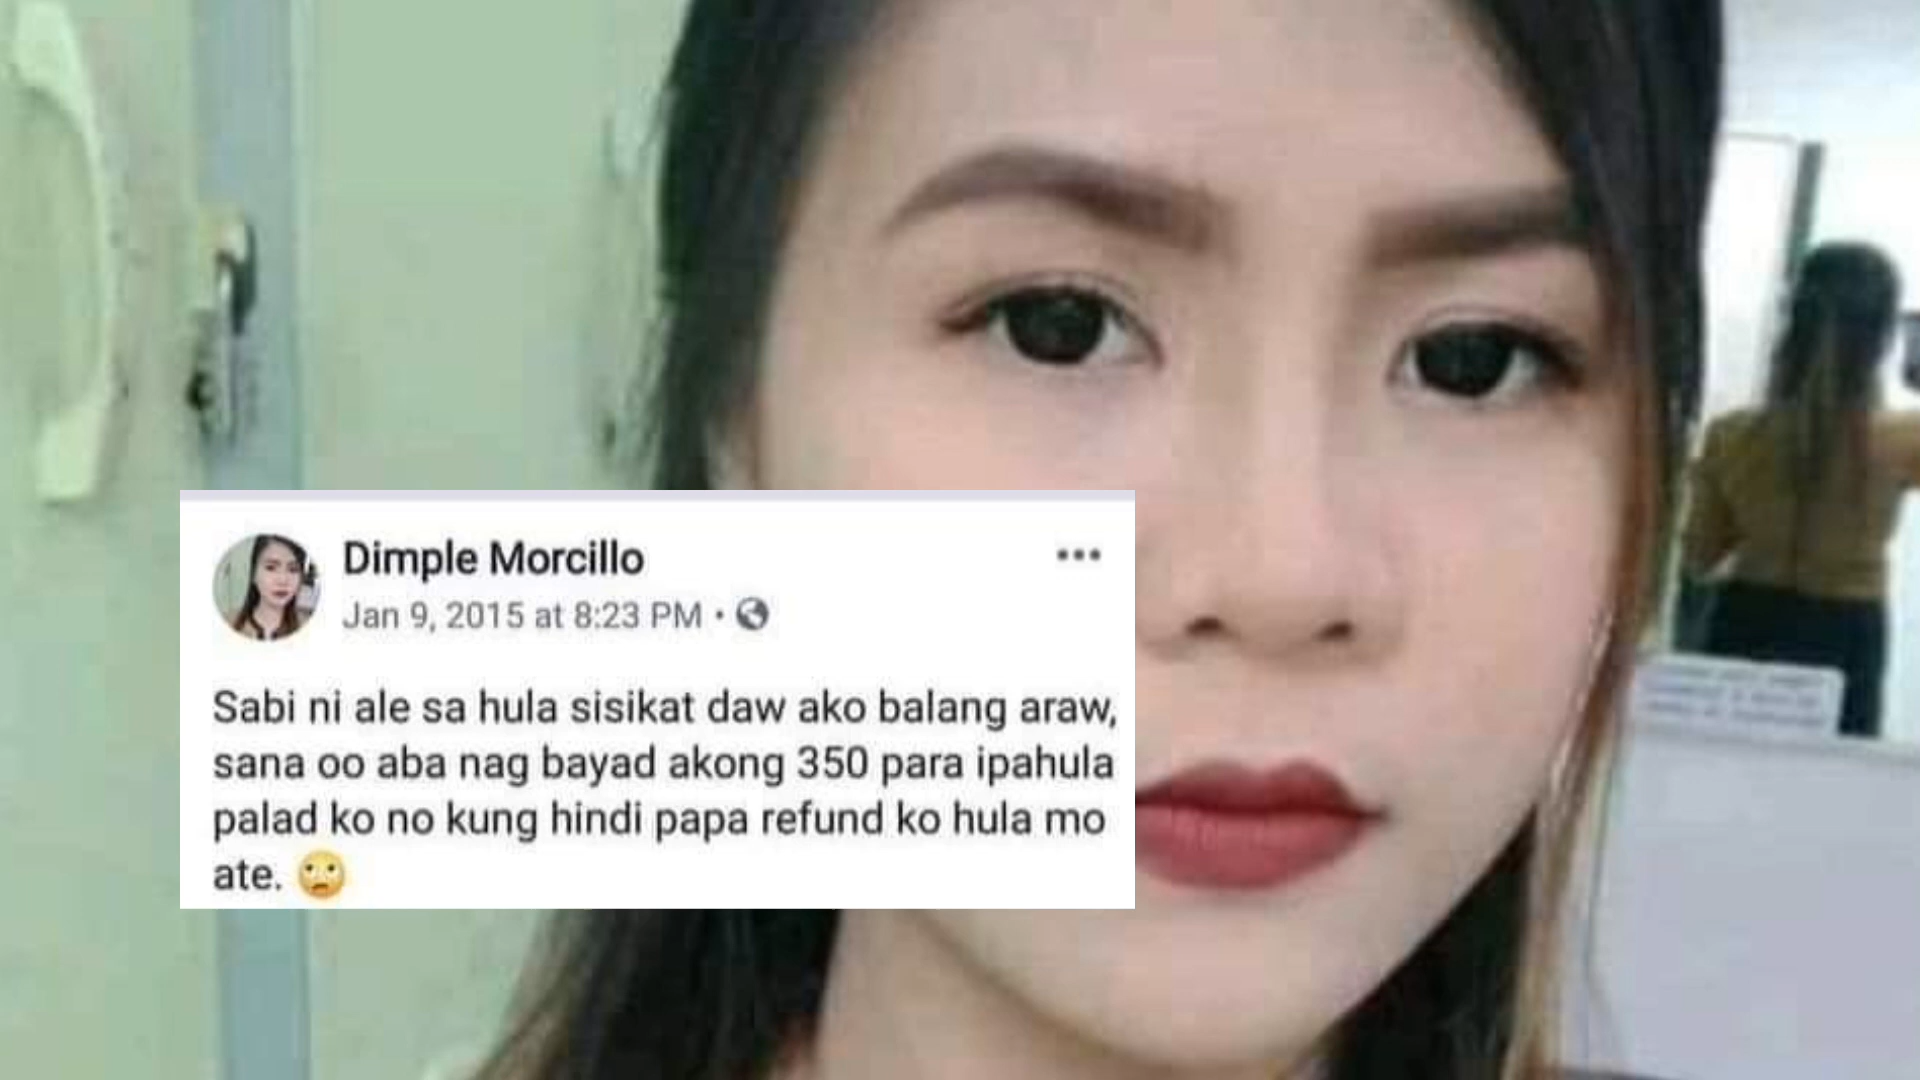 Dimple Morcillo
Jan 9, 2015 at 8:23 PM •
Sabi ni ale sa hula sisikat daw ako balang araw,
sana oo aba nag bayad akong 350 para ipahula
palad ko no kung hindi papa refund ko hula mo
ate. 🙄